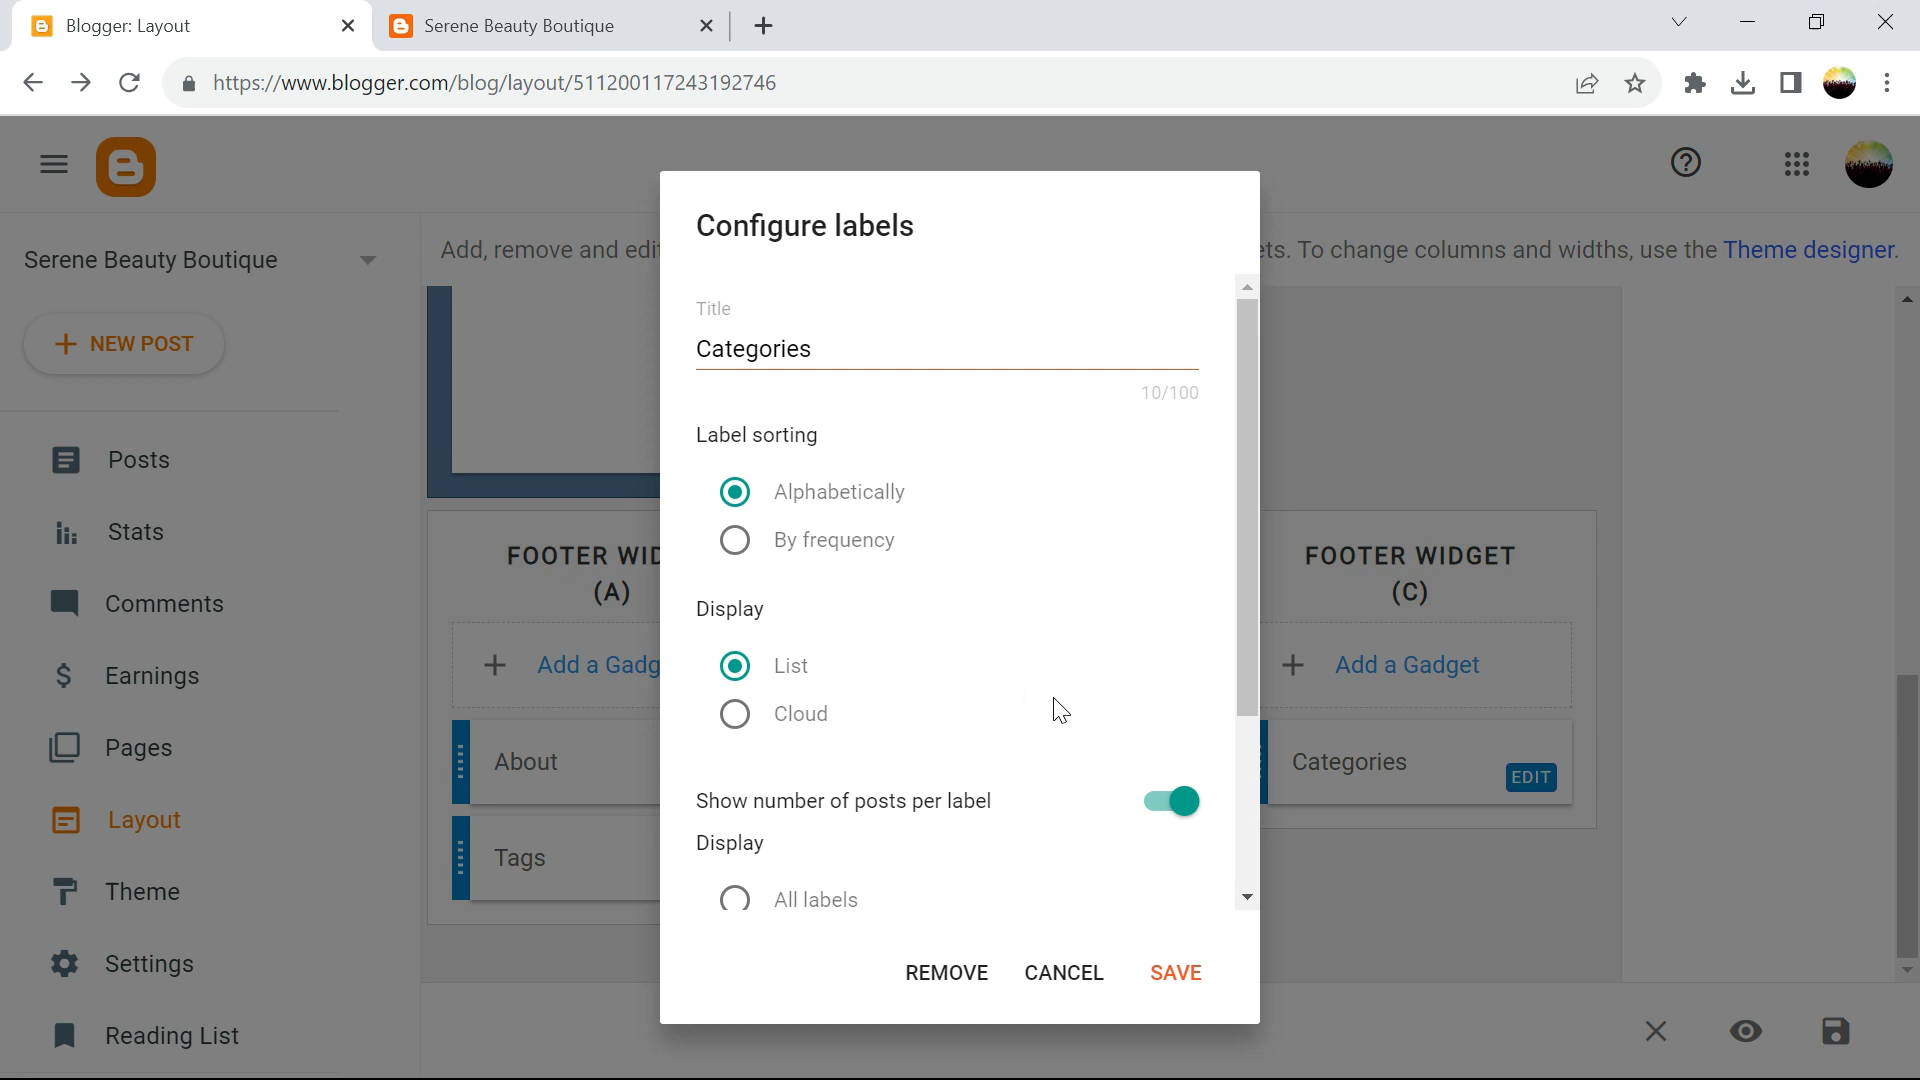 Blogger: Layout
Serene Beauty Boutique
https://www.blogger.com/blog/layout/511200117243192746
Serene Beauty Boutique
NEW POST
Posts
Stats
Comments
Earnings
Pages
Layout
Theme
Settings
Reading List
Add, remove and edi
ets. To change columns and widths, use the Theme designer.
FOOTER WID
(A)
Add a Gadg
About
Tags
Configure labels
Title
Categories
10/100
Label sorting
Alphabetically
By frequency
Display
List
Cloud
Show number of posts per label
Display
All labels
REMOVE CANCEL SAVE
FOOTER WIDGET
(C)
Add a Gadget
Categories
EDIT